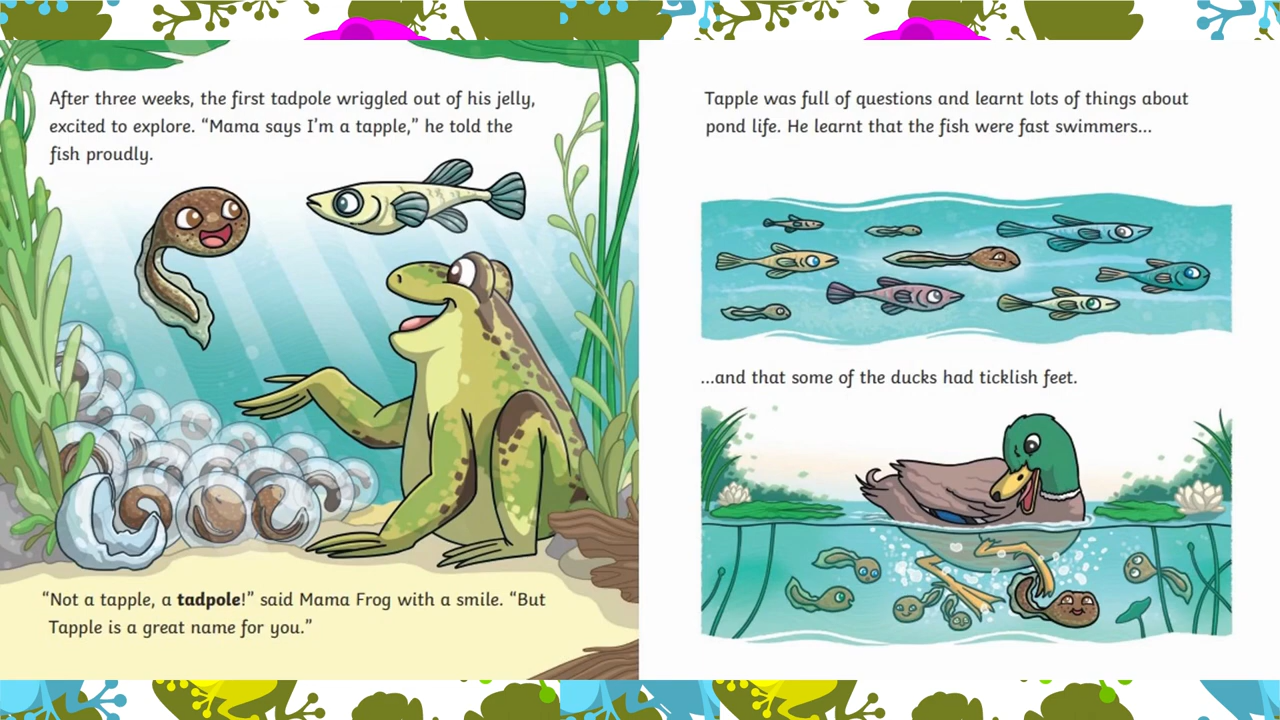 After three weeks, the first tadpole wriggled out of his jelly,
excited to explore. “Mama says I’m a tapple,” he told the
fish proudly.
“Not a tapple, a tadpole!” said Mama Frog with a smile. “But
Tapple is a great name for you.”
Tapple was full of questions and learnt lots of things about
pond life. He learnt that the fish were fast swimmers...
...and that some of the ducks had ticklish feet.